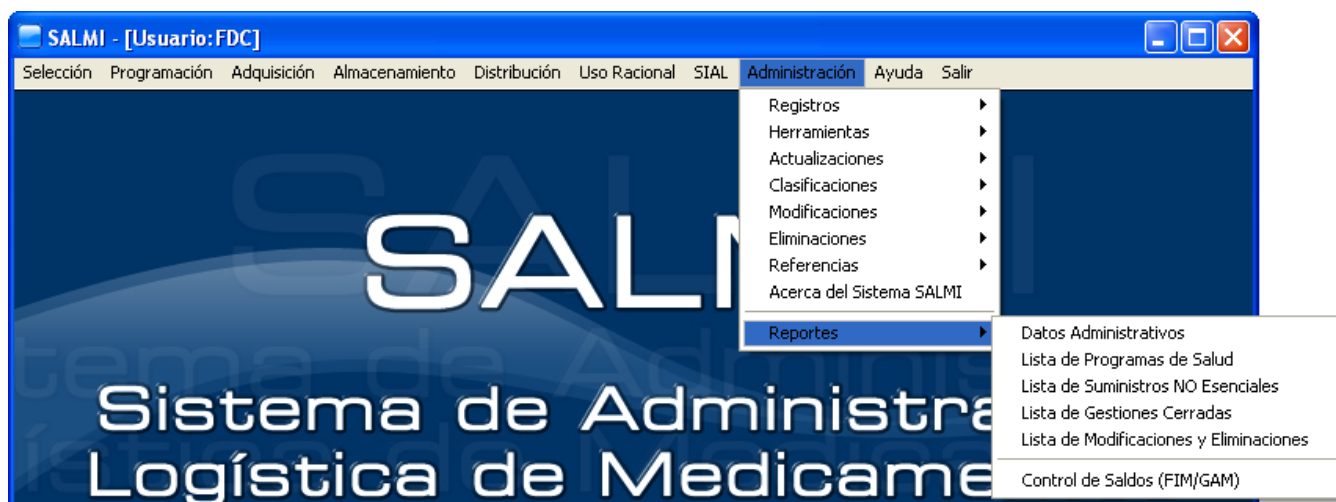 SALMI - [Usuario:FDC]
Selección Programación Adquisición Almacenamiento Distribución Uso Racional SIAL Administración Ayuda Salir
Registros
Herramientas
Actualizaciones
Clasificaciones
Modificaciones
Eliminaciones
Referencias
Acerca del Sistema SALMI
Reportes
Datos Administrativos
Lista de Programas de Salud
Lista de Suministros NO Esenciales
Lista de Gestiones Cerradas
Lista de Modificaciones y Eliminaciones
Control de Saldos (FIM/GAM)
SALMI
SAL
Sistema de Administra
Logística de Medicame